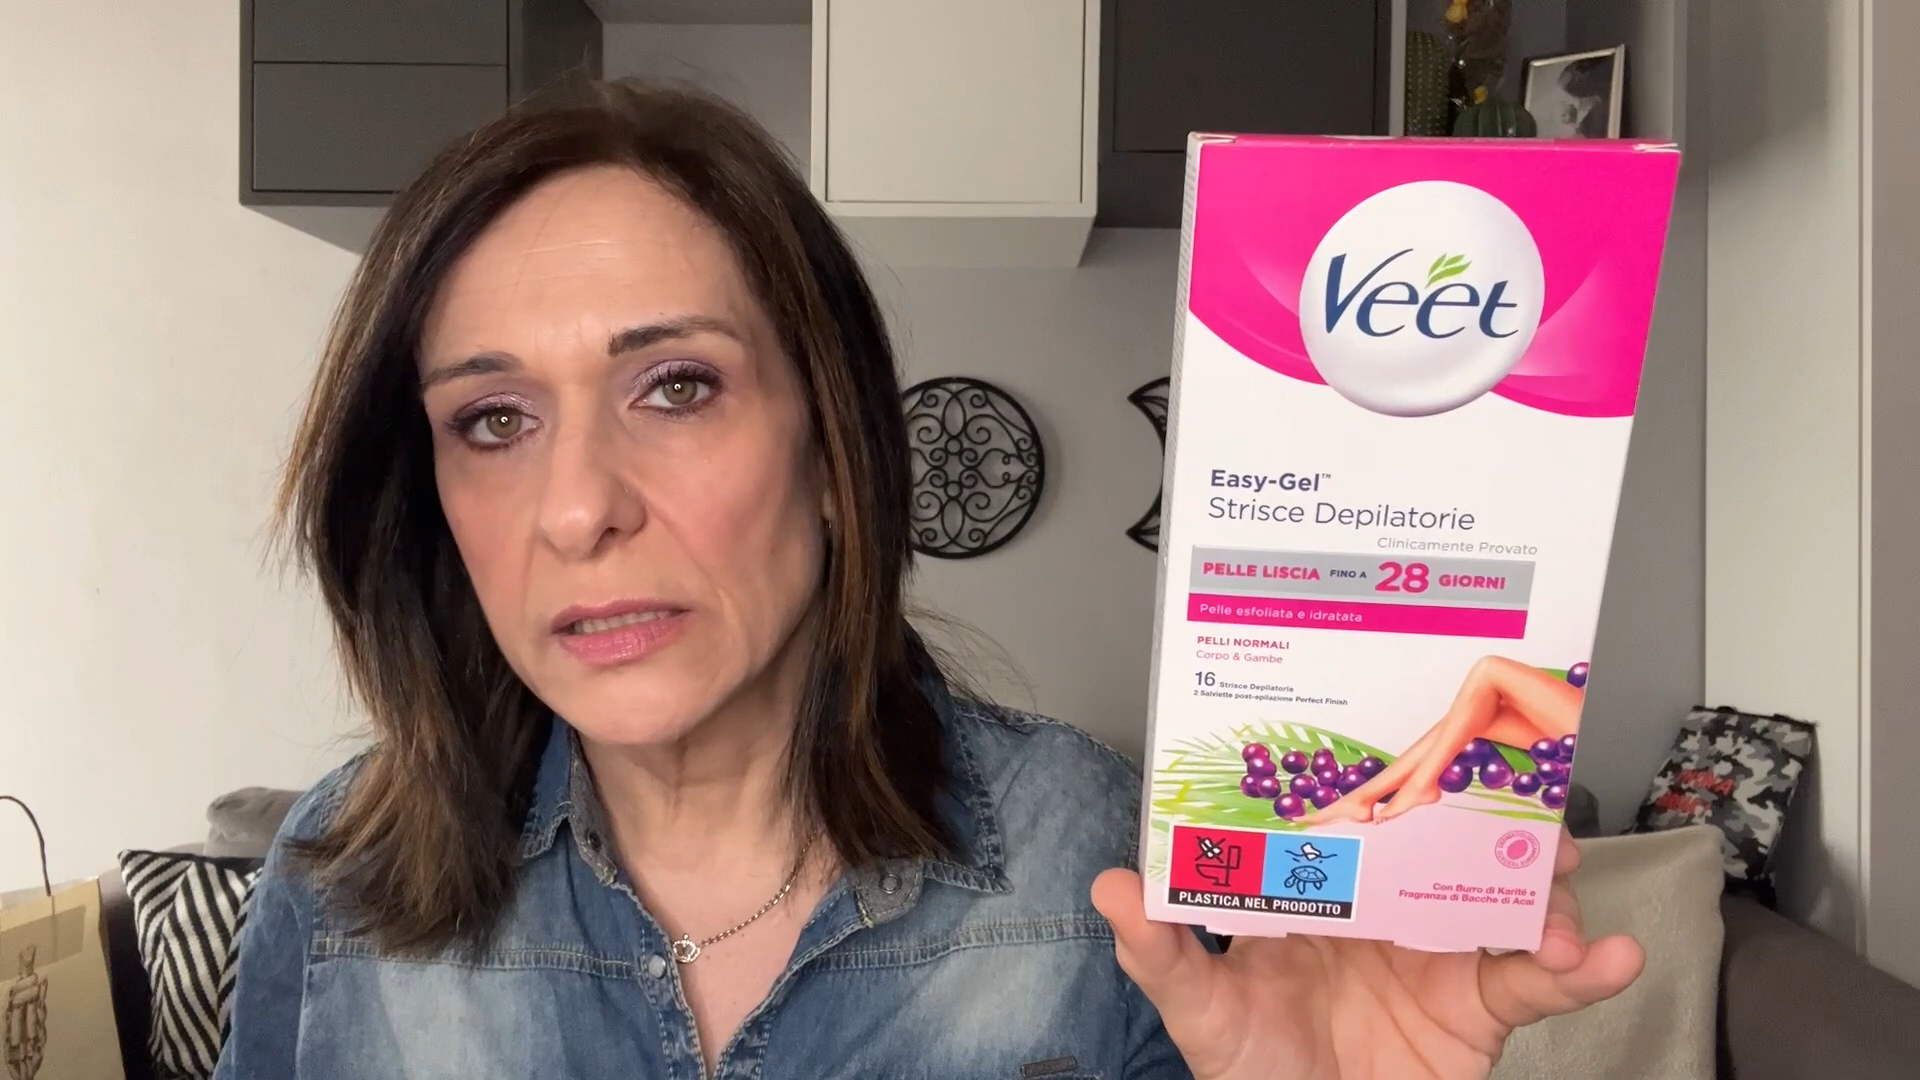 Veet
Easy-Gel™
Strisce Depilatorie
Clinicamente Provato
PELLE LISCIA FINO A 28 GIORNI
Pelle esfoliata e idratata
PELLI NORMALI
Corpo & Gambe
16 Strisce Depilatorie
2 Salviette post-epilazione Perfect Finish
PLASTICA NEL PRODOTTO
Con Burro di Karité e
Fragranza di Bacche di Acai